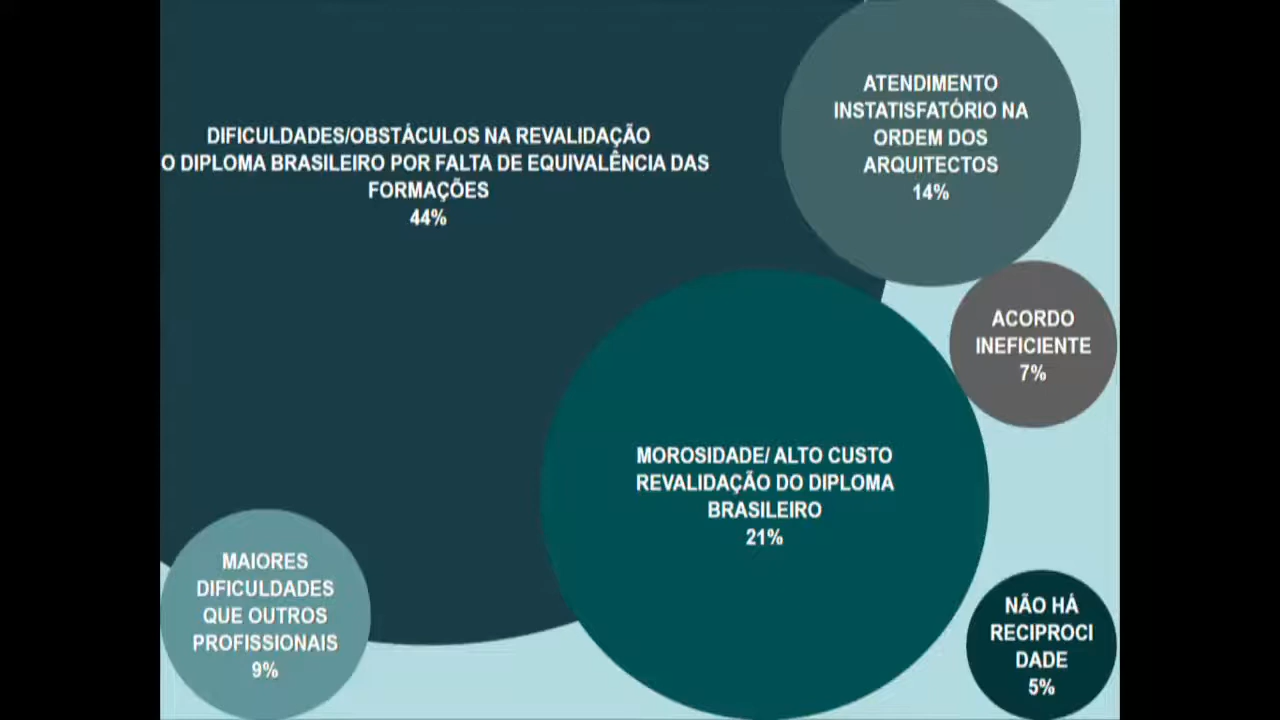 DIFICULDADES/OBSTÁCULOS NA REVALIDAÇÃO
O DIPLOMA BRASILEIRO POR FALTA DE EQUIVALÊNCIA DAS
FORMAÇÕES
44%
ATENDIMENTO
INSTATISFATÓRIO NA
ORDEM DOS
ARQUITECTOS
14%
ACORDO
INEFICIENTE
7%
MOROSIDADE/ ALTO CUSTO
REVALIDAÇÃO DO DIPLOMA
BRASILEIRO
21%
MAIORES
DIFICULDADES
QUE OUTROS
PROFISSIONAIS
9%
NÃO HÁ
RECIPROCI
DADE
5%